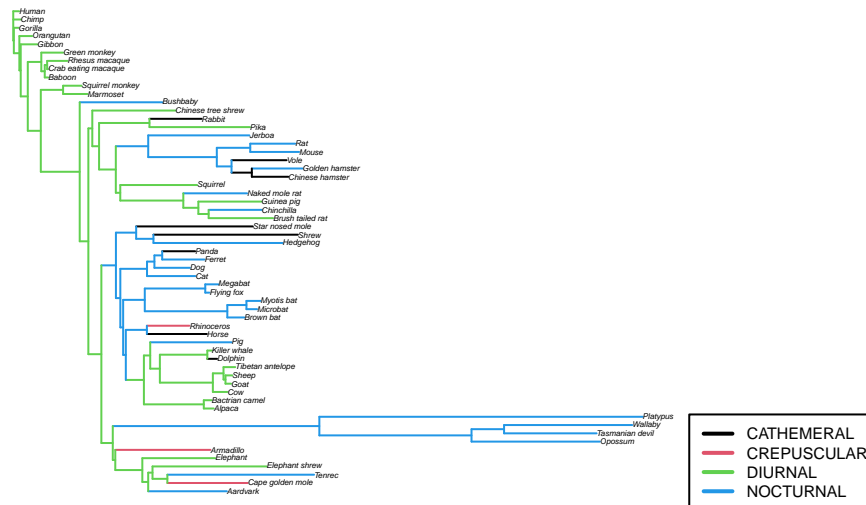 Human
Chimp
Gorilla
Orangutan
Gibbon
Green monkey
Rhesus macaque
Crab eating macaque
Baboon
Squirrel monkey
Marmoset
Bushbaby
Chinese tree shrew
Rabbit
Pika
Jerboa
Rat
Mouse
Vole
Golden hamster
Chinese hamster
Squirrel
Naked mole rat
Guinea pig
Chinchilla
Brush tailed rat
Star nosed mole
Shrew
Hedgehog
Panda
Ferret
Dog
Cat
Megabat
Flying fox
Myotis bat
Microbat
Brown bat
Rhinoceros
Horse
Pig
Killer whale
Dolphin
Tibetan antelope
Sheep
Goat
Cow
Bactrian camel
Alpaca
Platypus
Wallaby
Tasmanian devil
Opossum
Armadillo
Elephant
Elephant shrew
Tenrec
Cape golden mole
Aardvark
CATHEMERAL
CREPUSCULAR
DIURNAL
NOCTURNAL